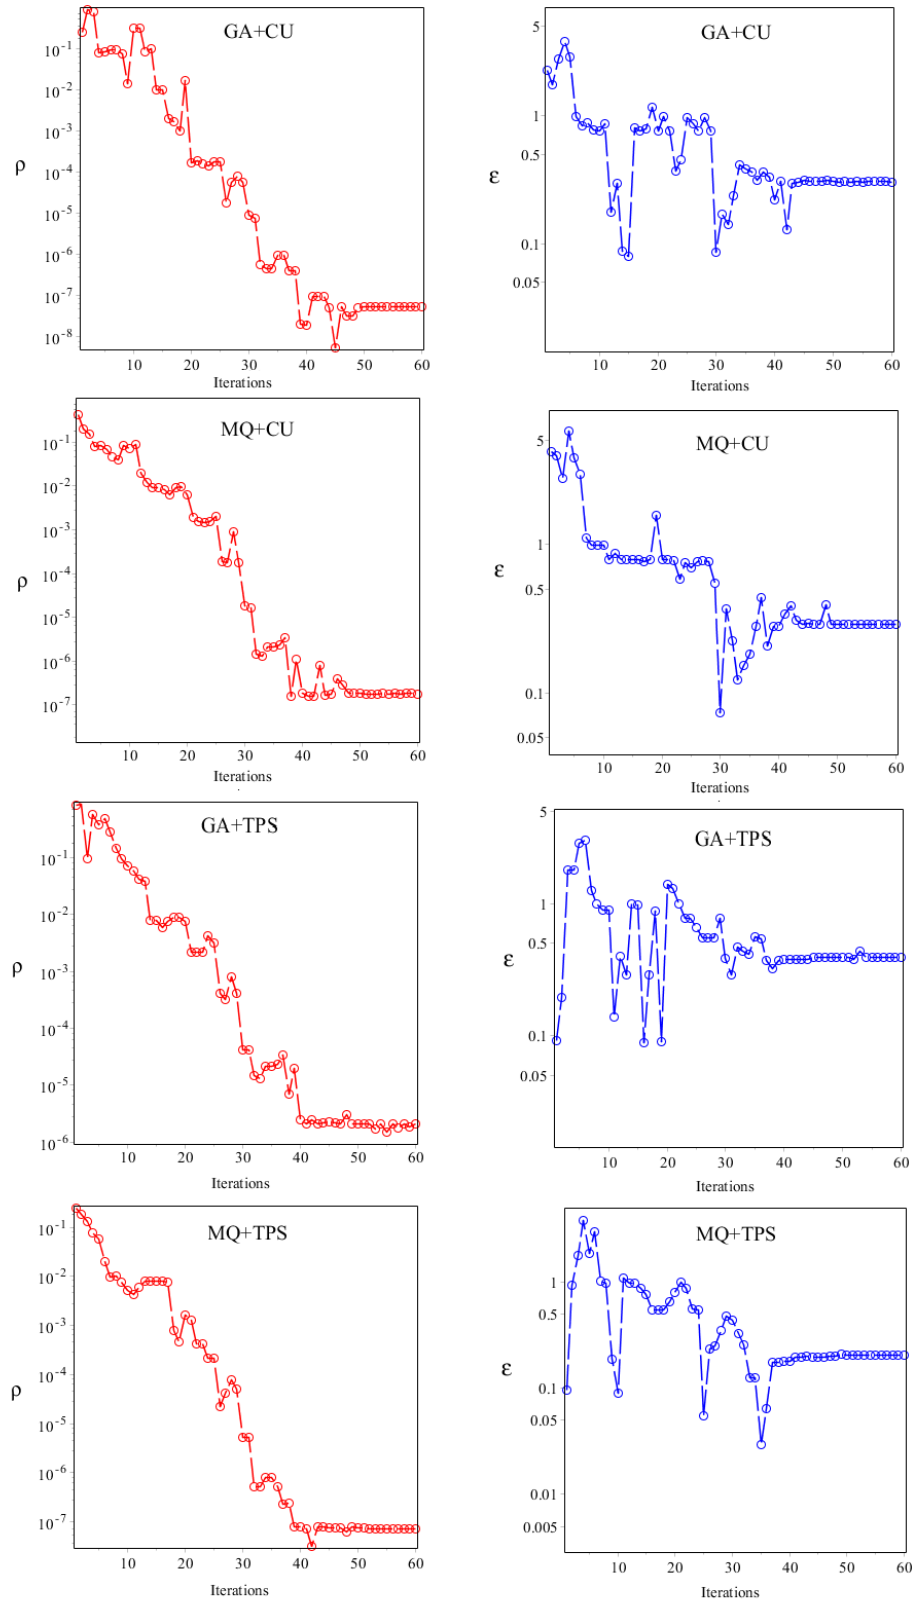 GA+CU
10⁻¹
10⁻²
10⁻³
10⁻⁴
10⁻⁵
10⁻⁶
10⁻⁷
10⁻⁸
ρ
10 20 30 40 50 60
Iterations
GA+CU
5
1
0.5
0.1
0.05
ε
10 20 30 40 50 60
Iterations
MQ+CU
10⁻¹
10⁻²
10⁻³
10⁻⁴
10⁻⁵
10⁻⁶
10⁻⁷
ρ
10 20 30 40 50 60
Iterations
MQ+CU
5
1
0.5
0.1
0.05
ε
10 20 30 40 50 60
Iterations
GA+TPS
10⁻¹
10⁻²
10⁻³
10⁻⁴
10⁻⁵
10⁻⁶
ρ
10 20 30 40 50 60
Iterations
GA+TPS
5
1
0.5
0.1
0.05
ε
10 20 30 40 50 60
Iterations
MQ+TPS
10⁻¹
10⁻²
10⁻³
10⁻⁴
10⁻⁵
10⁻⁶
10⁻⁷
ρ
10 20 30 40 50 60
Iterations
MQ+TPS
1
0.5
0.1
0.05
0.01
0.005
ε
10 20 30 40 50 60
Iterations